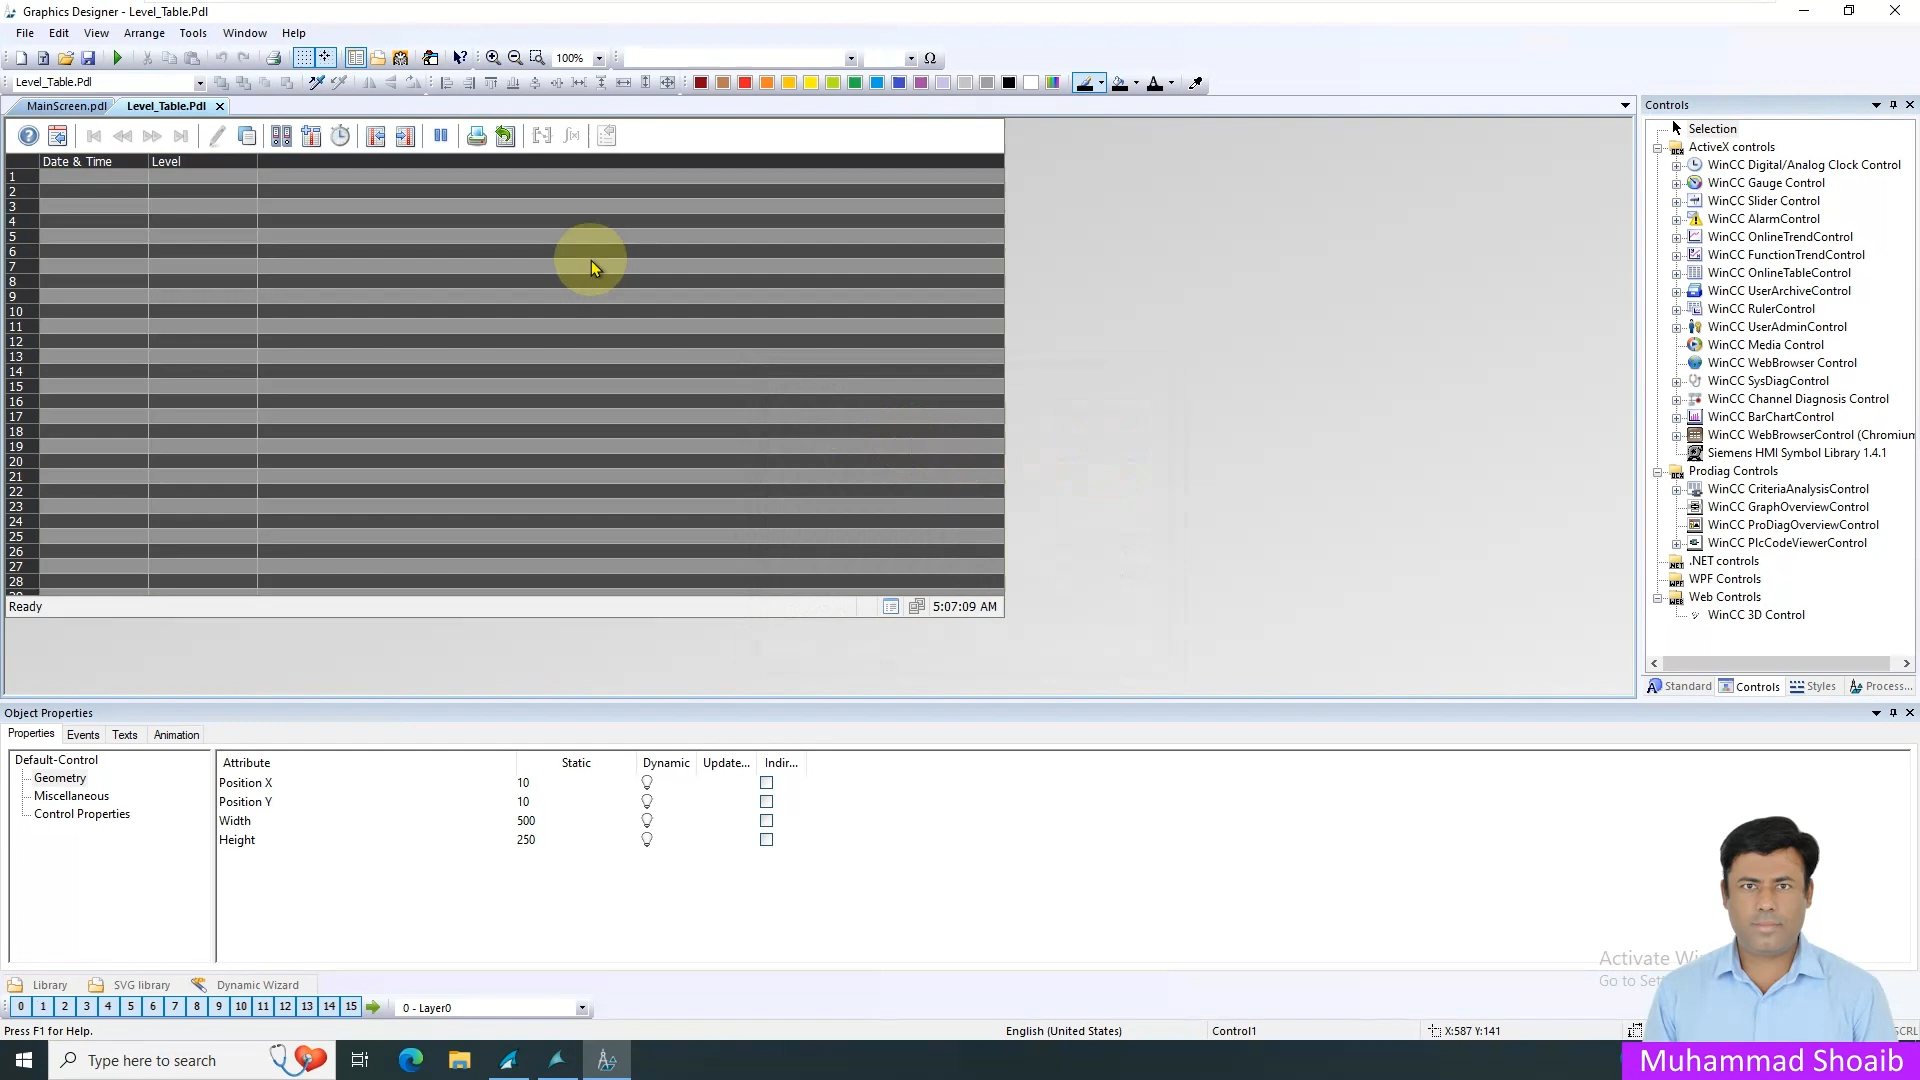 Graphics Designer - Level_Table.Pdl
File Edit View Arrange Tools Window Help
100%
Level_Table.Pdl
MainScreen.pdl Level_Table.Pdl
Date & Time Level
1
2
3
4
5
6
7
8
9
10
11
12
13
14
15
16
17
18
19
20
21
22
23
24
25
26
27
28
Ready 5:07:09 AM
Controls
Selection
ActiveX controls
WinCC Digital/Analog Clock Control
WinCC Gauge Control
WinCC Slider Control
WinCC AlarmControl
WinCC OnlineTrendControl
WinCC FunctionTrendControl
WinCC OnlineTableControl
WinCC UserArchiveControl
WinCC RulerControl
WinCC UserAdminControl
WinCC Media Control
WinCC WebBrowser Control
WinCC SysDiagControl
WinCC Channel Diagnosis Control
WinCC BarChartControl
WinCC WebBrowserControl (Chromium
Siemens HMI Symbol Library 1.4.1
Prodiag Controls
WinCC CriteriaAnalysisControl
WinCC GraphOverviewControl
WinCC ProDiagOverviewControl
WinCC PlcCodeViewerControl
.NET controls
WPF Controls
Web Controls
WinCC 3D Control
Standard Controls Styles Process...
Object Properties
Properties Events Texts Animation
Default-Control
Geometry
Miscellaneous
Control Properties
Attribute Static Dynamic Update... Indir...
Position X 10
Position Y 10
Width 500
Height 250
Activate Wi
Go to Set
Library SVG library Dynamic Wizard
0 1 2 3 4 5 6 7 8 9 10 11 12 13 14 15 0 - Layer0
Press F1 for Help. English (United States) Control1 X:587 Y:141 SCRL
Type here to search
Muhammad Shoaib